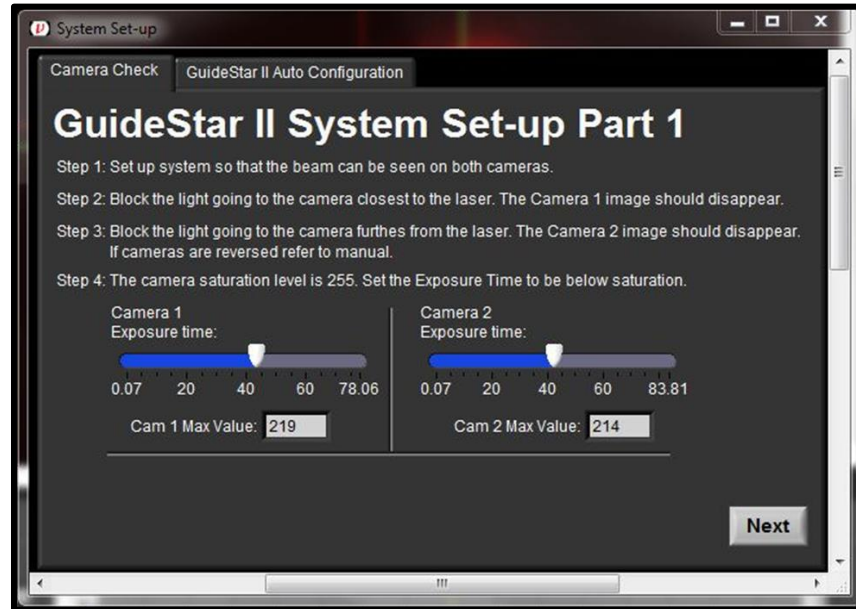 System Set-up
Camera Check
GuideStar II Auto Configuration
GuideStar II System Set-up Part 1
Step 1: Set up system so that the beam can be seen on both cameras.
Step 2: Block the light going to the camera closest to the laser. The Camera 1 image should disappear.
Step 3: Block the light going to the camera furthes from the laser. The Camera 2 image should disappear.
If cameras are reversed refer to manual.
Step 4: The camera saturation level is 255. Set the Exposure Time to be below saturation.
Camera 1
Exposure time:
0.07 20 40 60 78.06
Cam 1 Max Value: 219
Camera 2
Exposure time:
0.07 20 40 60 83.81
Cam 2 Max Value: 214
Next